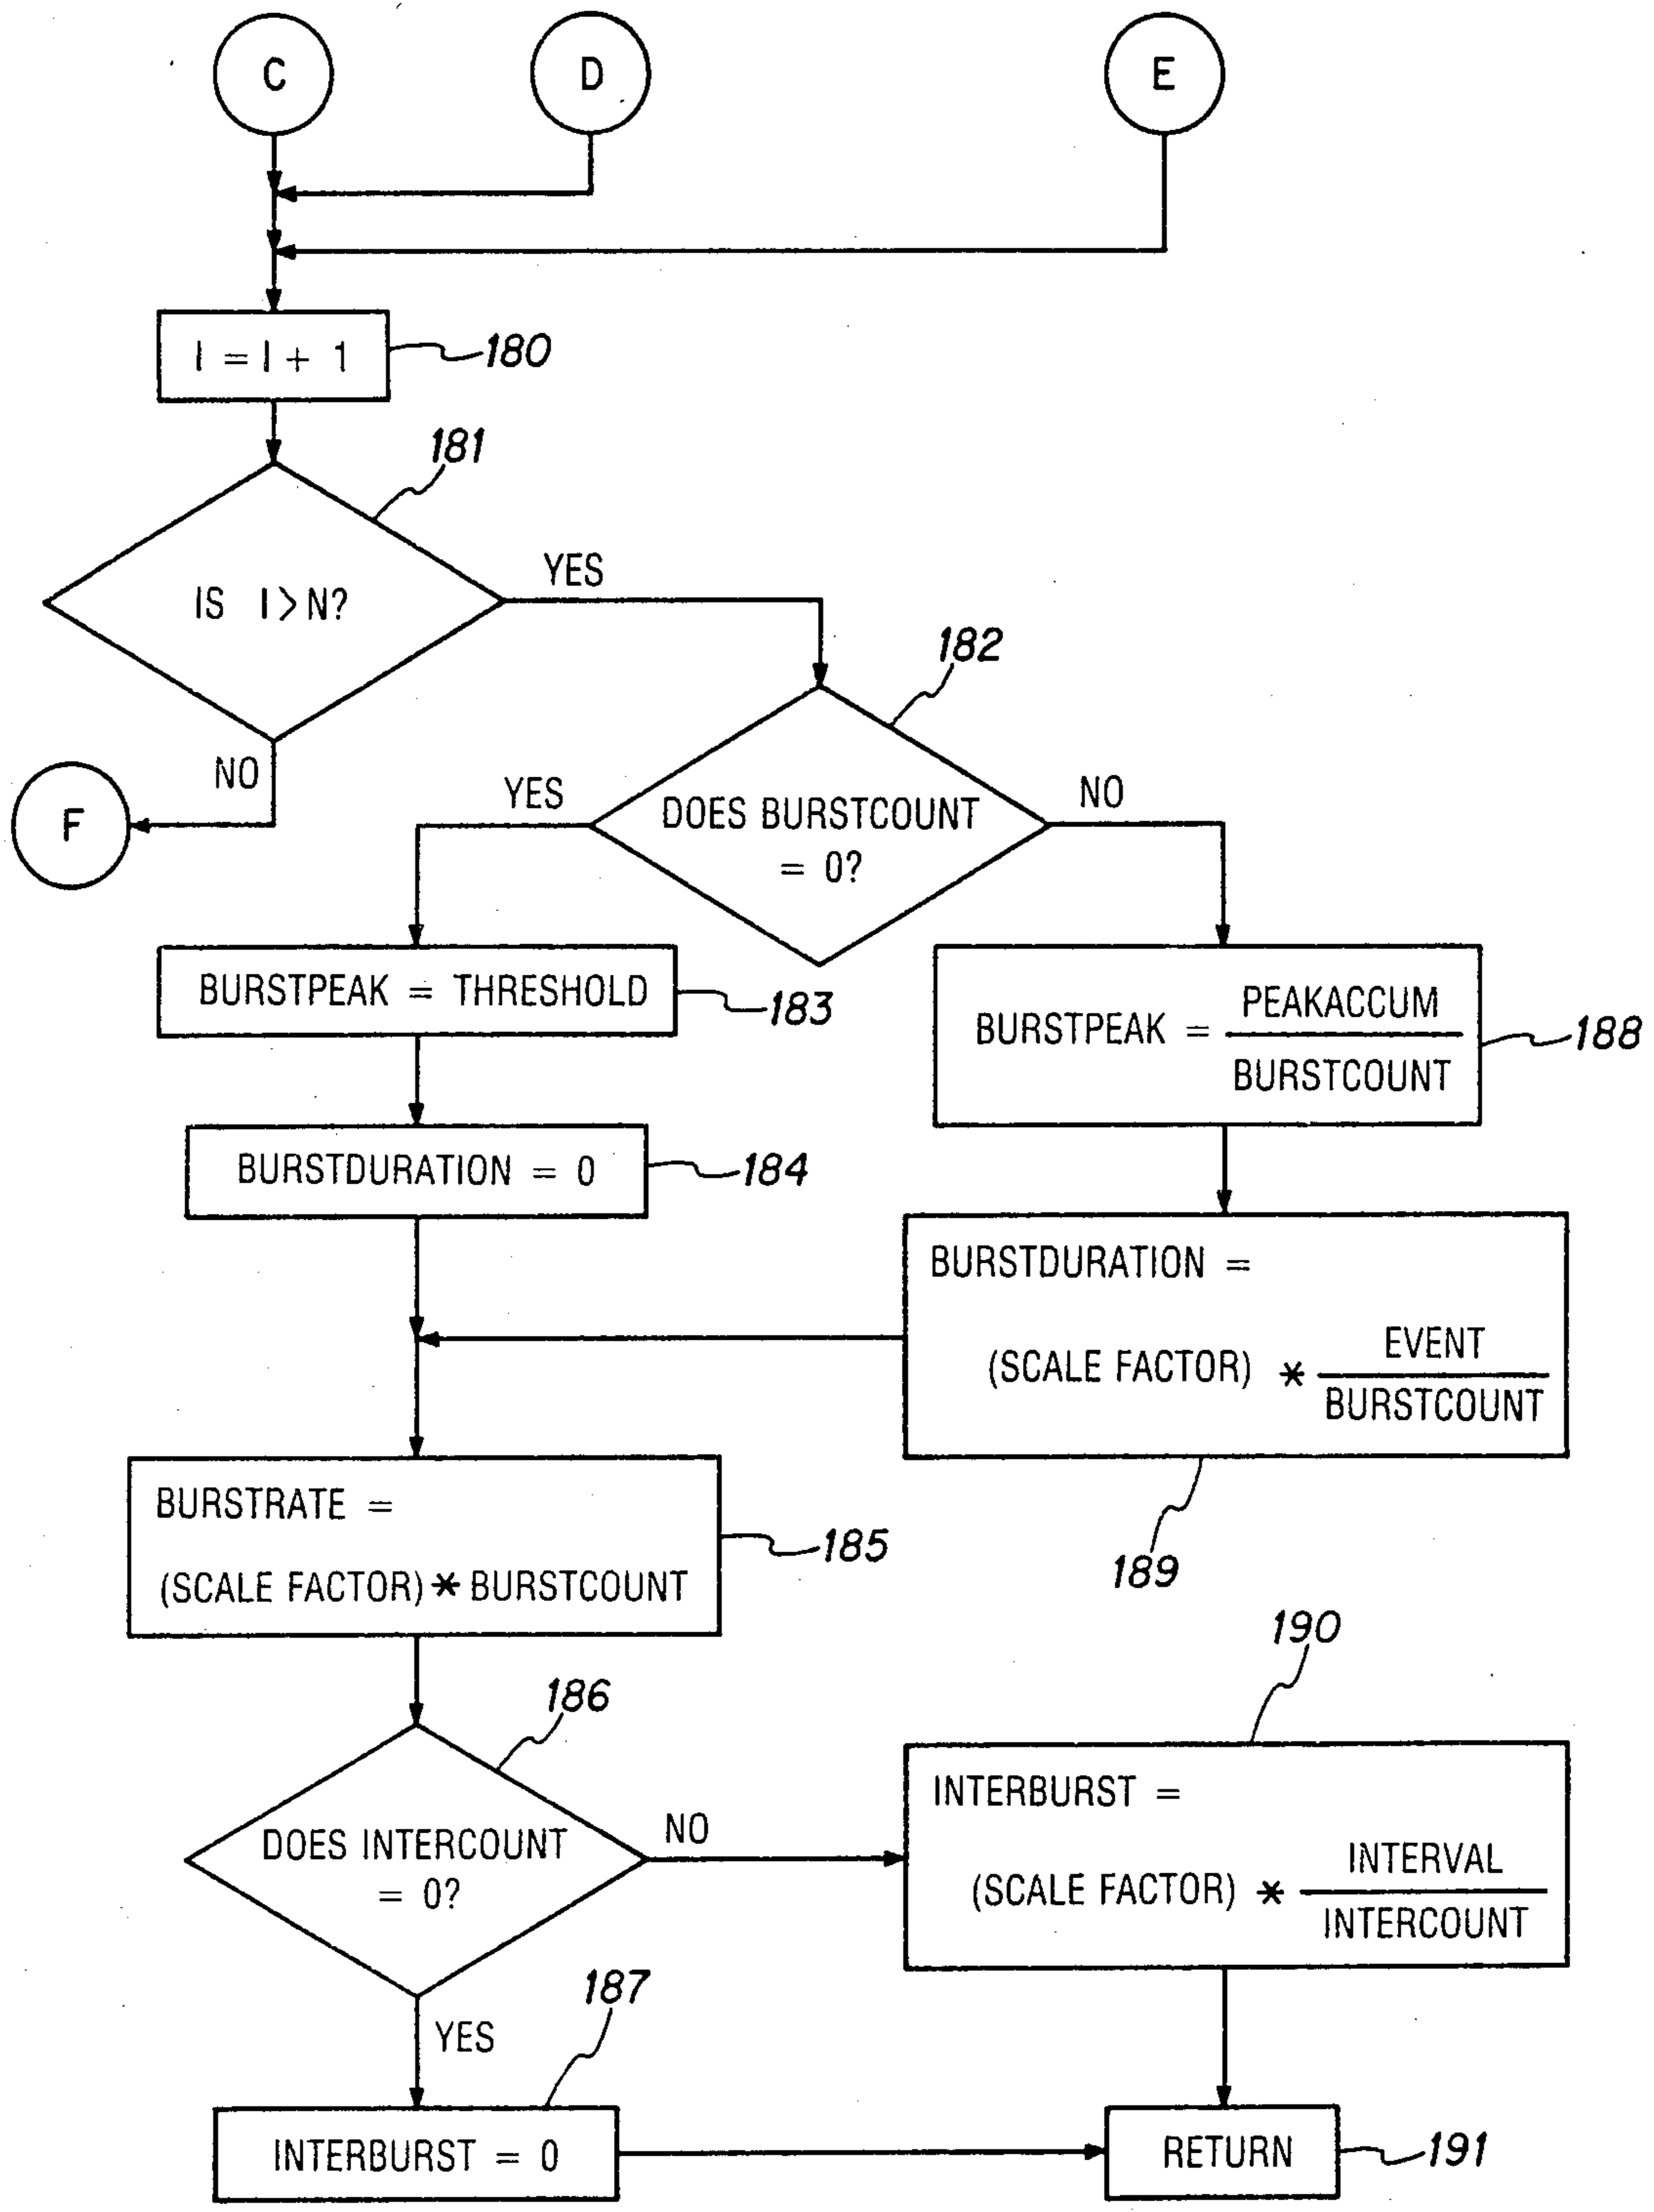 C
D
E
I = I + 1
180
181
IS I > N?
YES
NO
F
182
DOES BURSTCOUNT
= 0?
YES
NO
BURSTPEAK = THRESHOLD
183
BURSTPEAK = PEAKACCUM
BURSTCOUNT
188
BURSTDURATION = 0
184
BURSTDURATION =
(SCALE FACTOR) * EVENT
BURSTCOUNT
189
BURSTRATE =
(SCALE FACTOR) * BURSTCOUNT
185
186
DOES INTERCOUNT
= 0?
NO
YES
190
INTERBURST =
(SCALE FACTOR) * INTERVAL
INTERCOUNT
187
INTERBURST = 0
RETURN
191